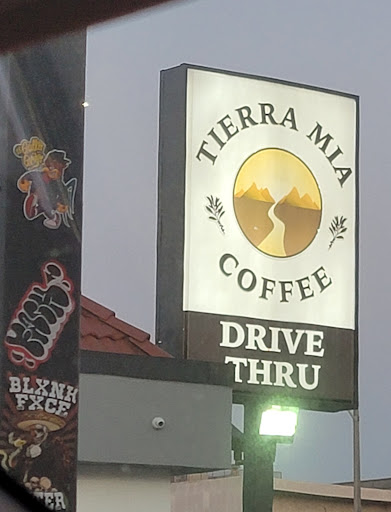 TIERRA MIA
COFFEE
DRIVE
THRU
BLXNK
FXCE